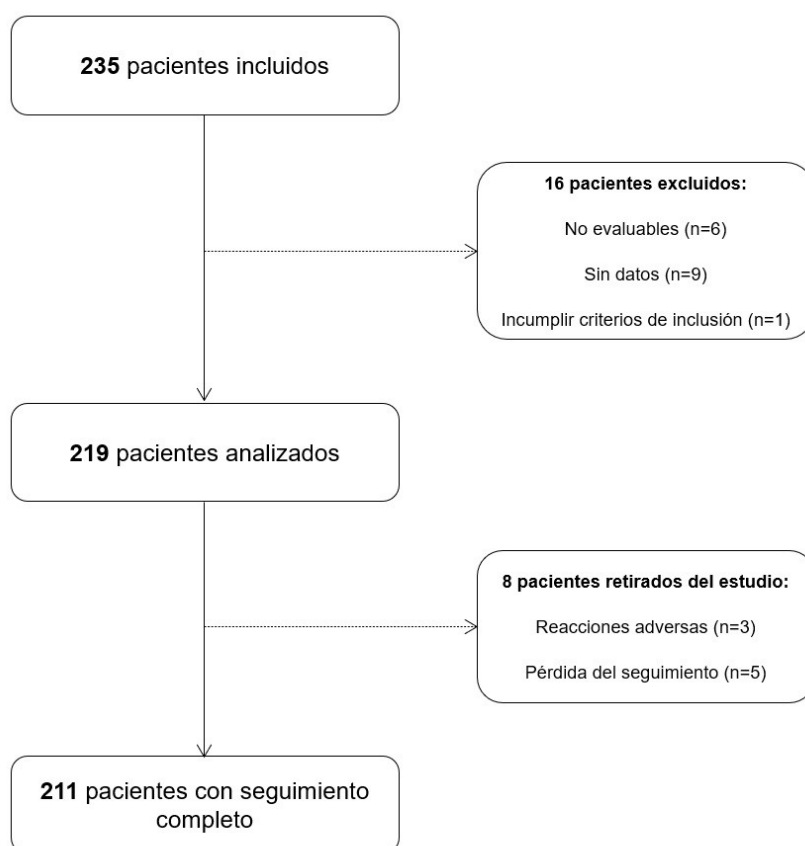 235 pacientes incluidos
16 pacientes excluidos:
No evaluables (n=6)
Sin datos (n=9)
Incumplir criterios de inclusión (n=1)
219 pacientes analizados
8 pacientes retirados del estudio:
Reacciones adversas (n=3)
Pérdida del seguimiento (n=5)
211 pacientes con seguimiento
completo